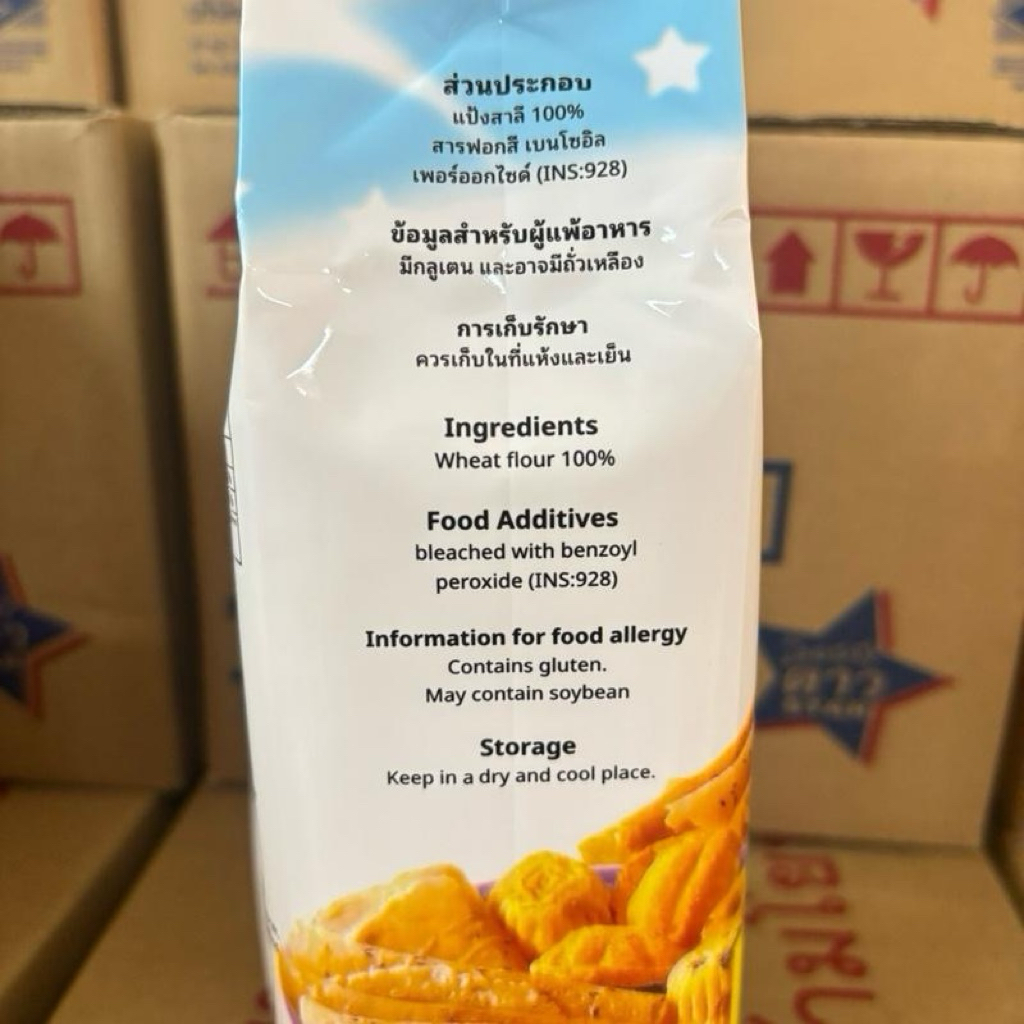 ส่วนประกอบ
แป้งสาลี 100%
สารฟอกสี เบนโซอิล
เพอร์ออกไซด์ (INS:928)
ข้อมูลสำหรับผู้แพ้อาหาร
มีกลูเตน และอาจมีถั่วเหลือง
การเก็บรักษา
ควรเก็บในที่แห้งและเย็น
Ingredients
Wheat flour 100%
Food Additives
bleached with benzoyl
peroxide (INS:928)
Information for food allergy
Contains gluten.
May contain soybean
Storage
Keep in a dry and cool place.
ดาว
STAR